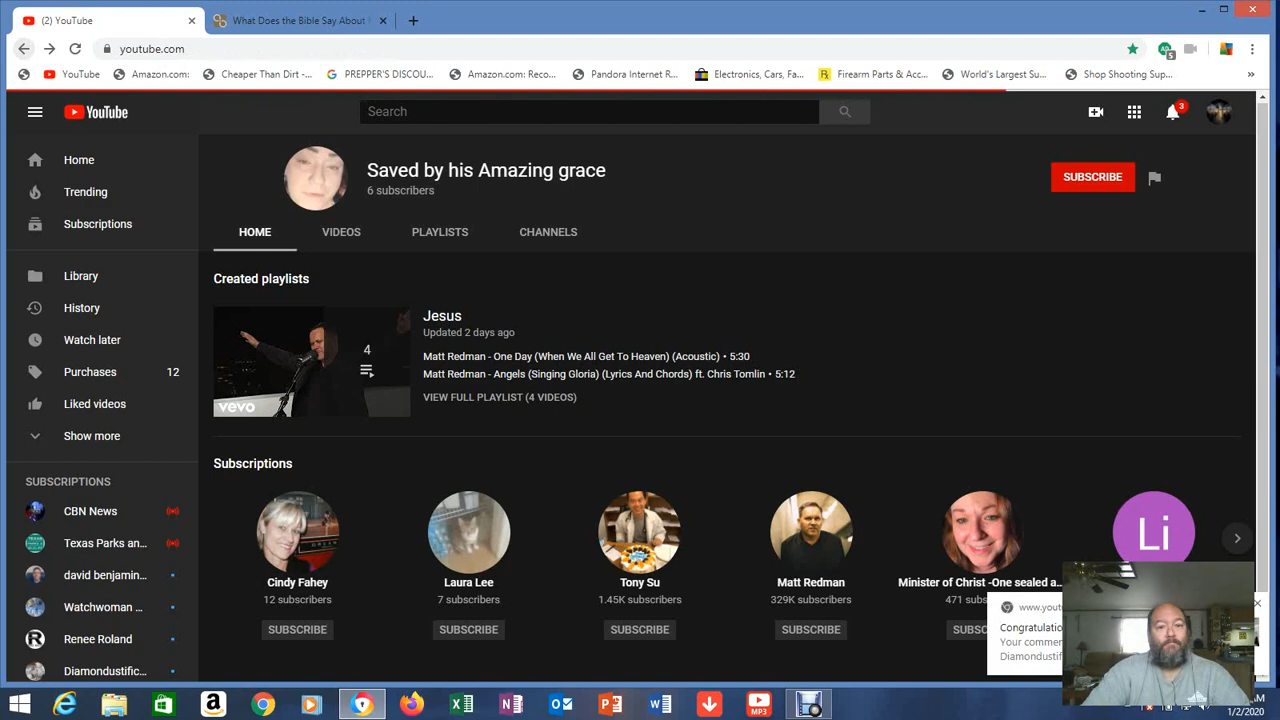 (2) YouTube
What Does the Bible Say About
youtube.com
YouTube
Amazon.com:
Cheaper Than Dirt -...
PREPPER'S DISCOU...
Amazon.com: Reco...
Pandora Internet R...
Electronics, Cars, Fa...
Firearm Parts & Acc...
World's Largest Su...
Shop Shooting Sup...
YouTube
Search
3
Home
Trending
Subscriptions
Library
History
Watch later
Purchases 12
Liked videos
Show more
SUBSCRIPTIONS
CBN News
Texas Parks an...
david benjamin...
Watchwoman ...
Renee Roland
Diamondustific...
Saved by his Amazing grace
6 subscribers
SUBSCRIBE
HOME VIDEOS PLAYLISTS CHANNELS
Created playlists
4
vevo
Jesus
Updated 2 days ago
Matt Redman - One Day (When We All Get To Heaven) (Acoustic) • 5:30
Matt Redman - Angels (Singing Gloria) (Lyrics And Chords) ft. Chris Tomlin • 5:12
VIEW FULL PLAYLIST (4 VIDEOS)
Subscriptions
Li
Cindy Fahey
12 subscribers
SUBSCRIBE
Laura Lee
7 subscribers
SUBSCRIBE
Tony Su
1.45K subscribers
SUBSCRIBE
Matt Redman
329K subscribers
SUBSCRIBE
Minister of Christ -One sealed a...
471 subs
SUBSC
www.yout
Congratulatio
Your commen
Diamondustif
MP3
1/2/2020